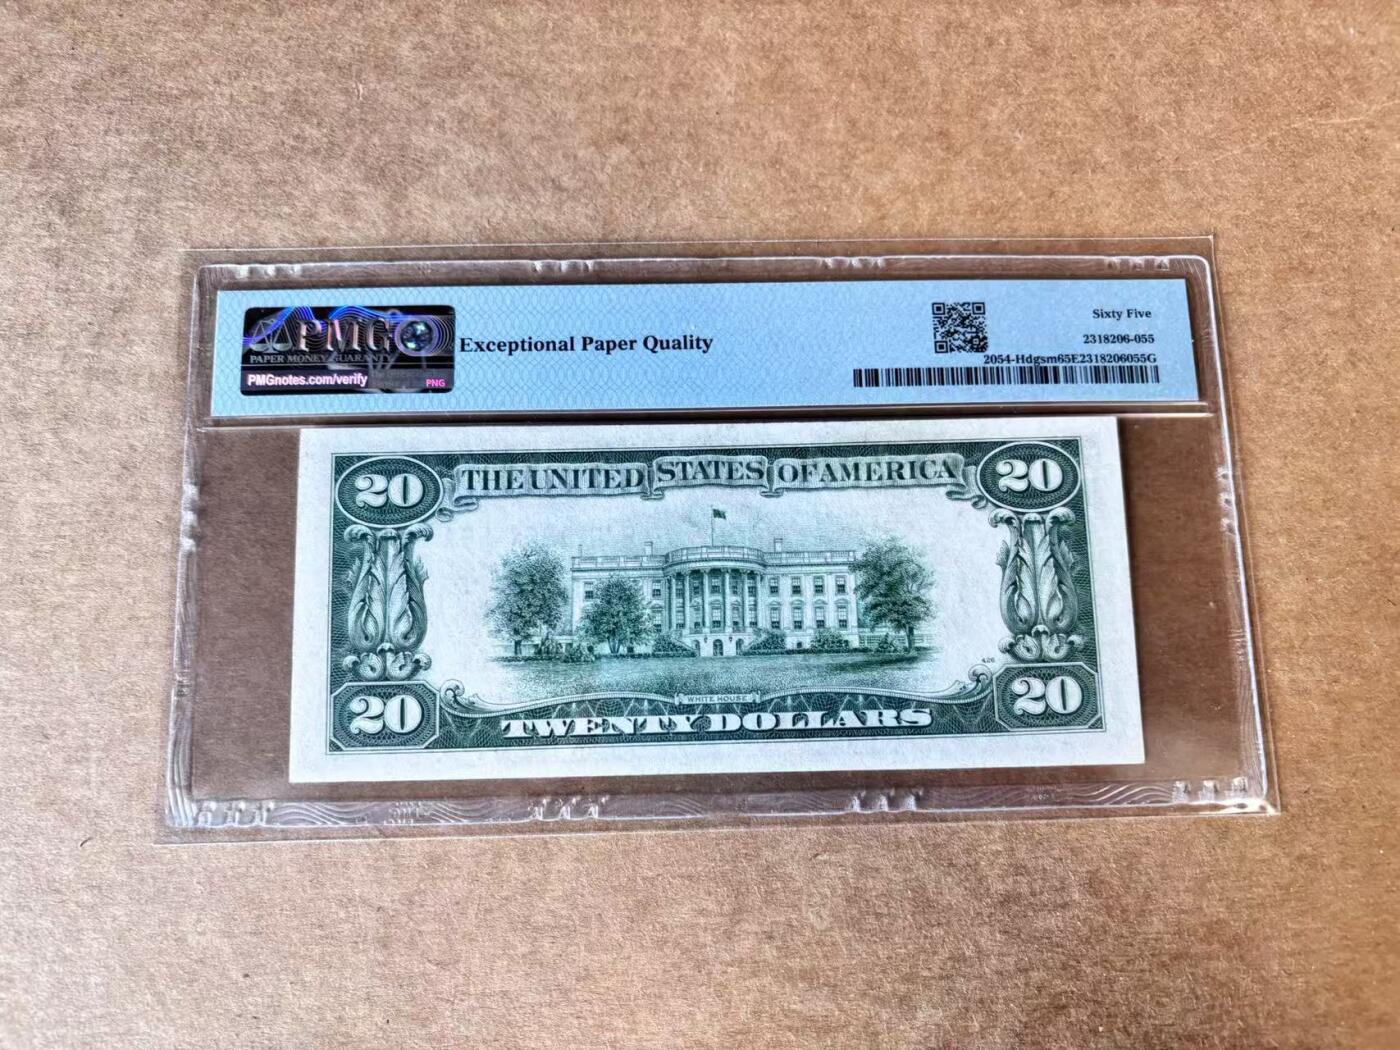 PMG
PAPER MONEY GUARANTY
PMGnotes.com/verify
PNG
Exceptional Paper Quality
Sixty Five
2318206-055
2054-Hdgsm65E2318206055G
20 THE UNITED STATES OF AMERICA 20
426
WHITE HOUSE
20 TWENTY DOLLARS 20